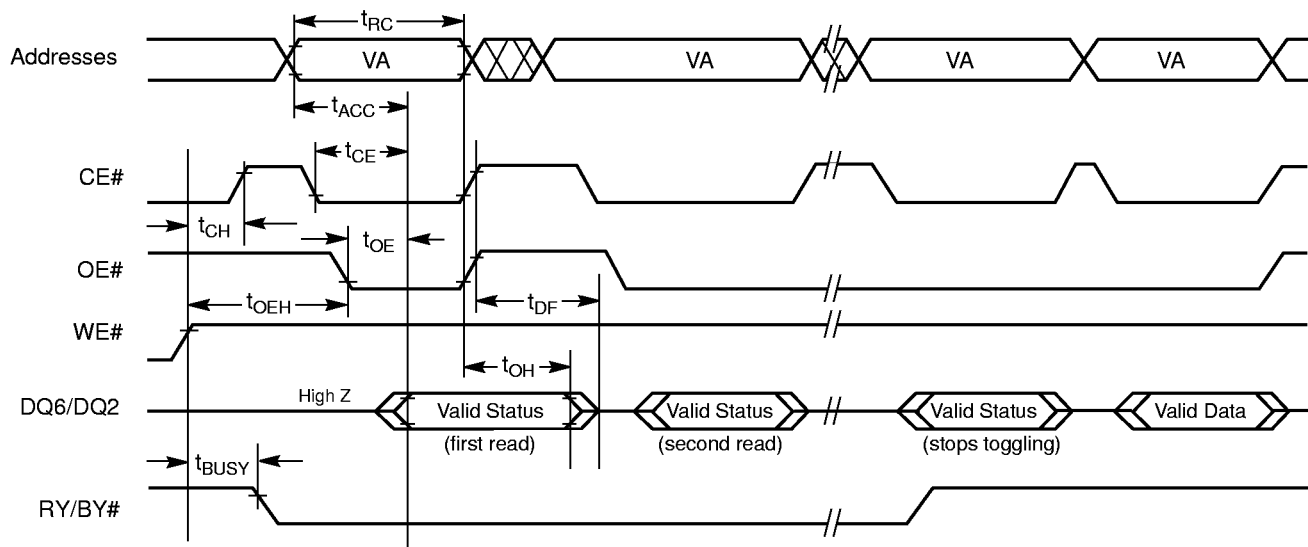 tRC
Addresses VA VA VA VA
tACC
tCE
CE#
tCH tOE
OE#
tOEH tDF
WE#
tOH
High Z
DQ6/DQ2 Valid Status Valid Status Valid Status Valid Data
(first read) (second read) (stops toggling)
tBUSY
RY/BY#